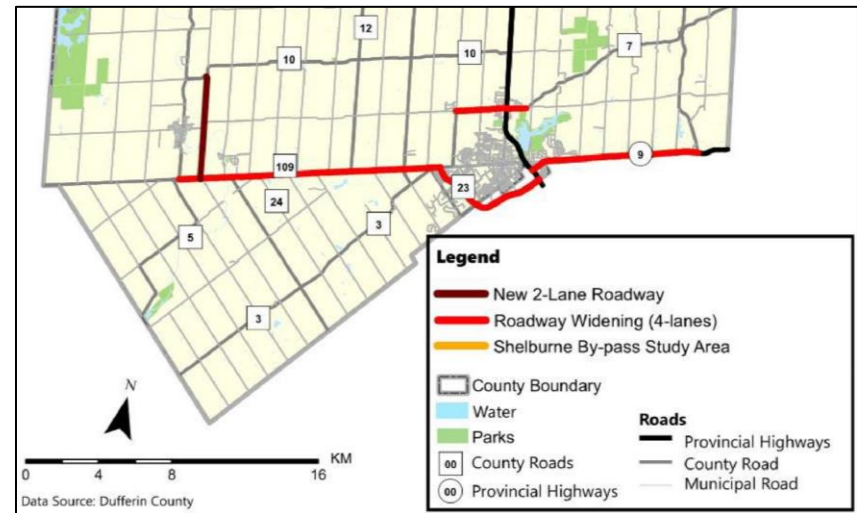 12
7
10
10
109
9
23
24
5
3
3
Legend
New 2-Lane Roadway
Roadway Widening (4-lanes)
Shelburne By-pass Study Area
County Boundary
Water
Parks
00 County Roads
00 Provincial Highways
Roads
Provincial Highways
County Road
Municipal Road
N
KM
0 4 8 16
Data Source: Dufferin County